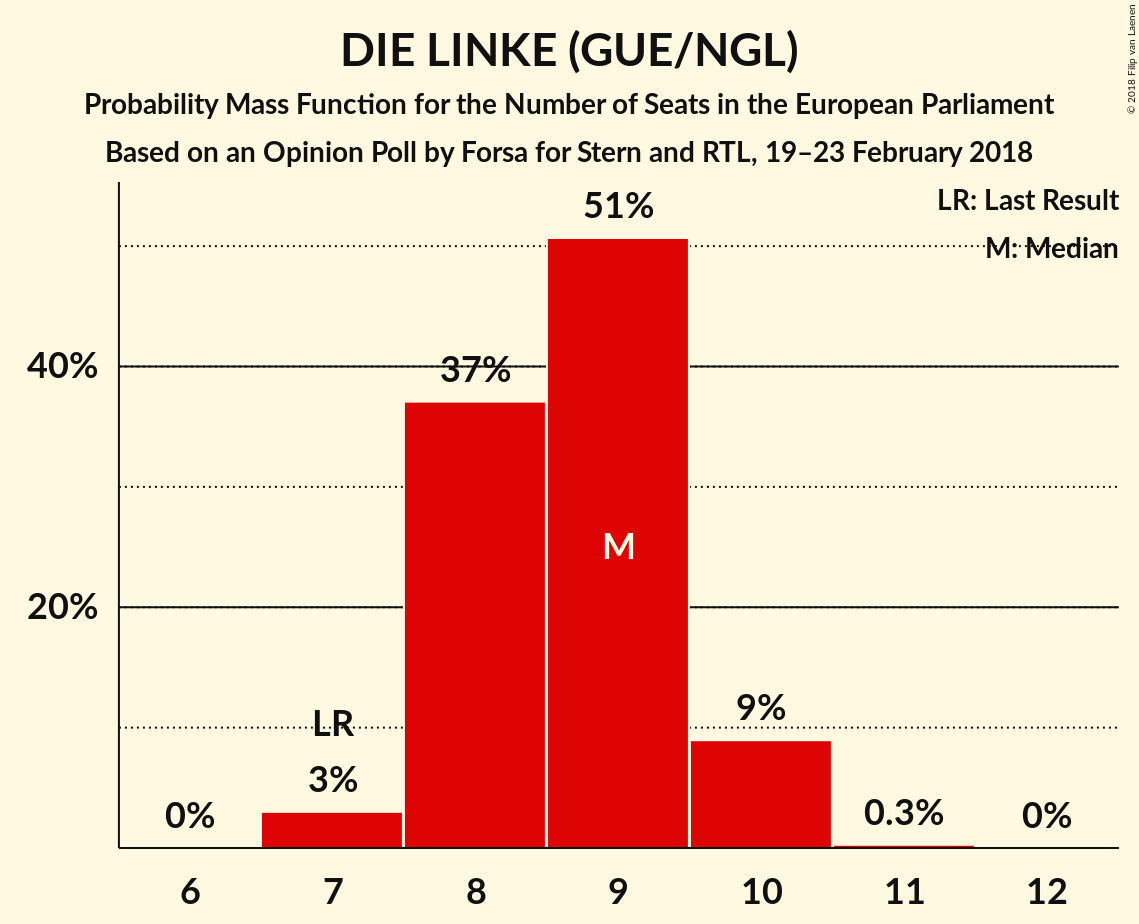 DIE LINKE (GUE/NGL)
Probability Mass Function for the Number of Seats in the European Parliament
Based on an Opinion Poll by Forsa for Stern and RTL, 19–23 February 2018
© 2018 Filip van Laenen
LR: Last Result
M: Median
51%
40%
37%
M
20%
9%
LR
3%
0%
0.3%
0%
6 7 8 9 10 11 12